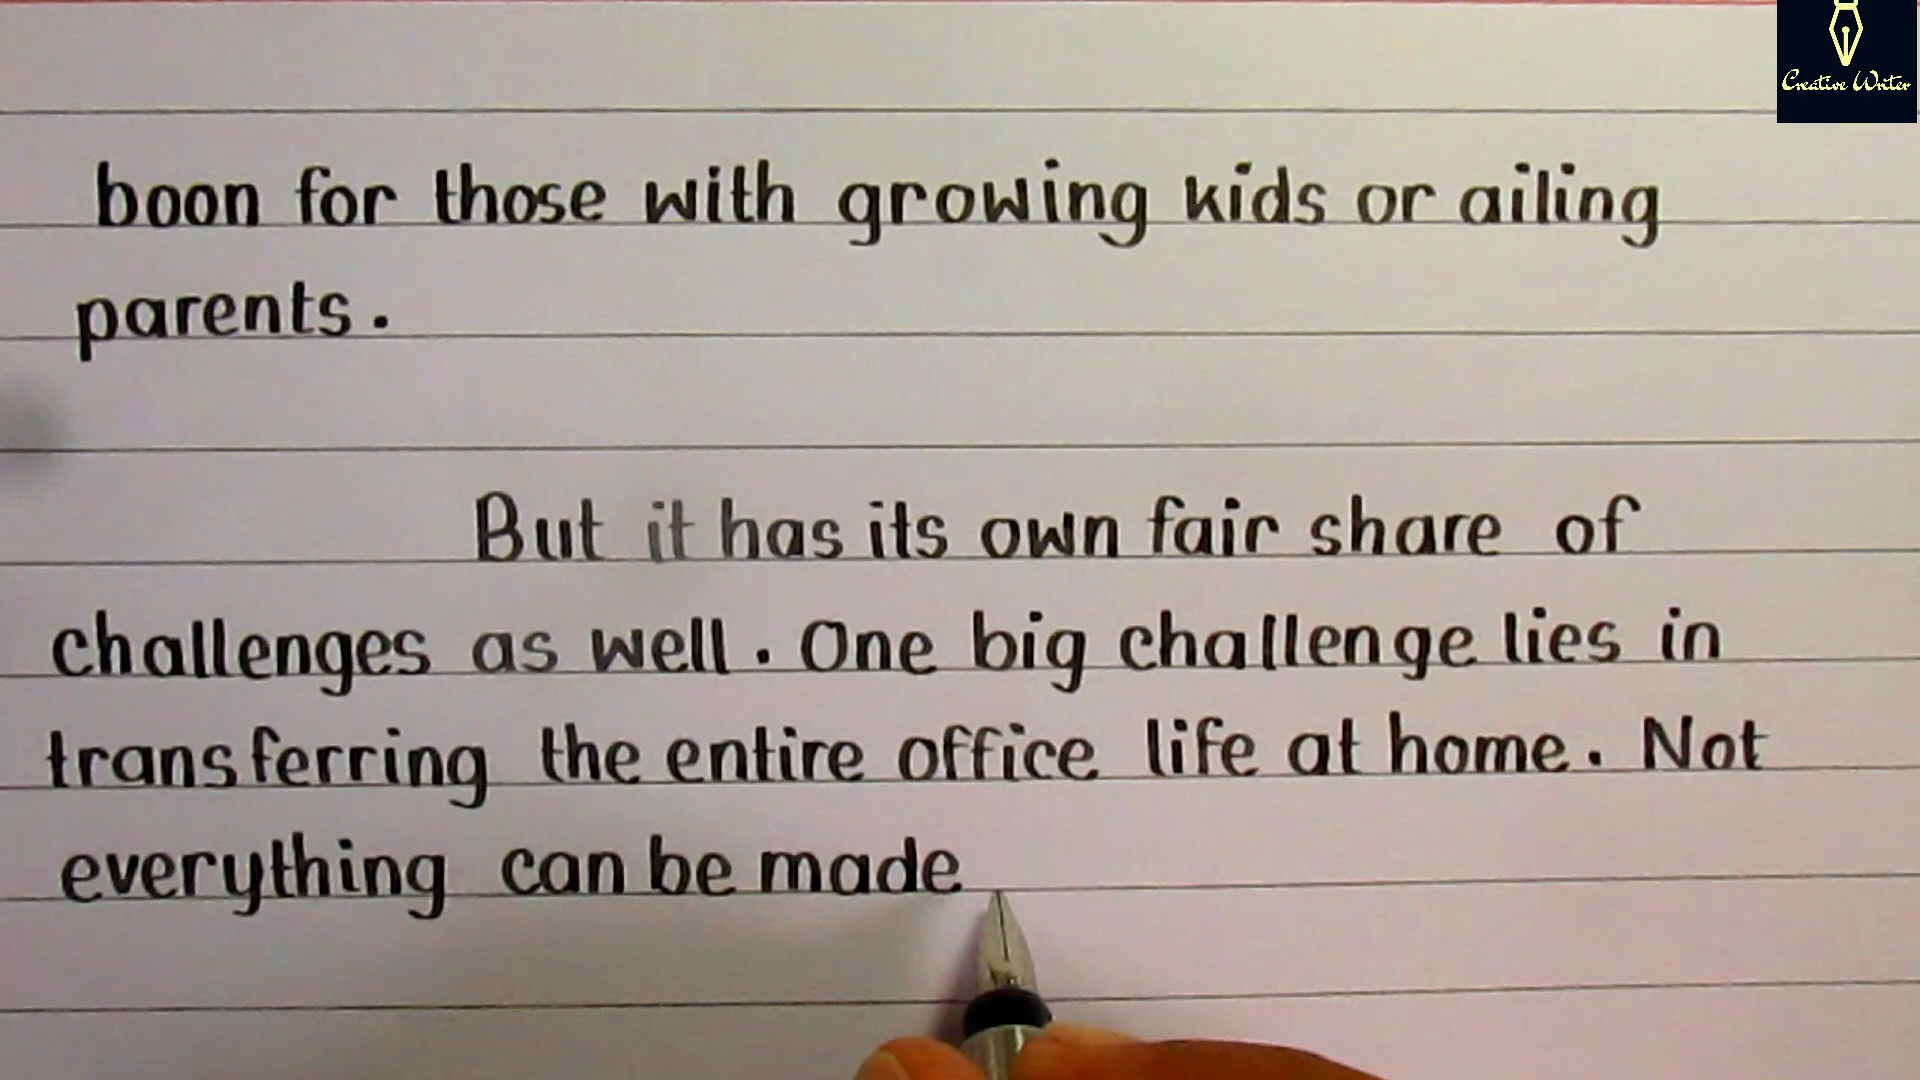 Creative Writer
boon for those with growing kids or ailing
parents.
But it has its own fair share of
challenges as well. One big challenge lies in
transferring the entire office life at home. Not
everything can be made